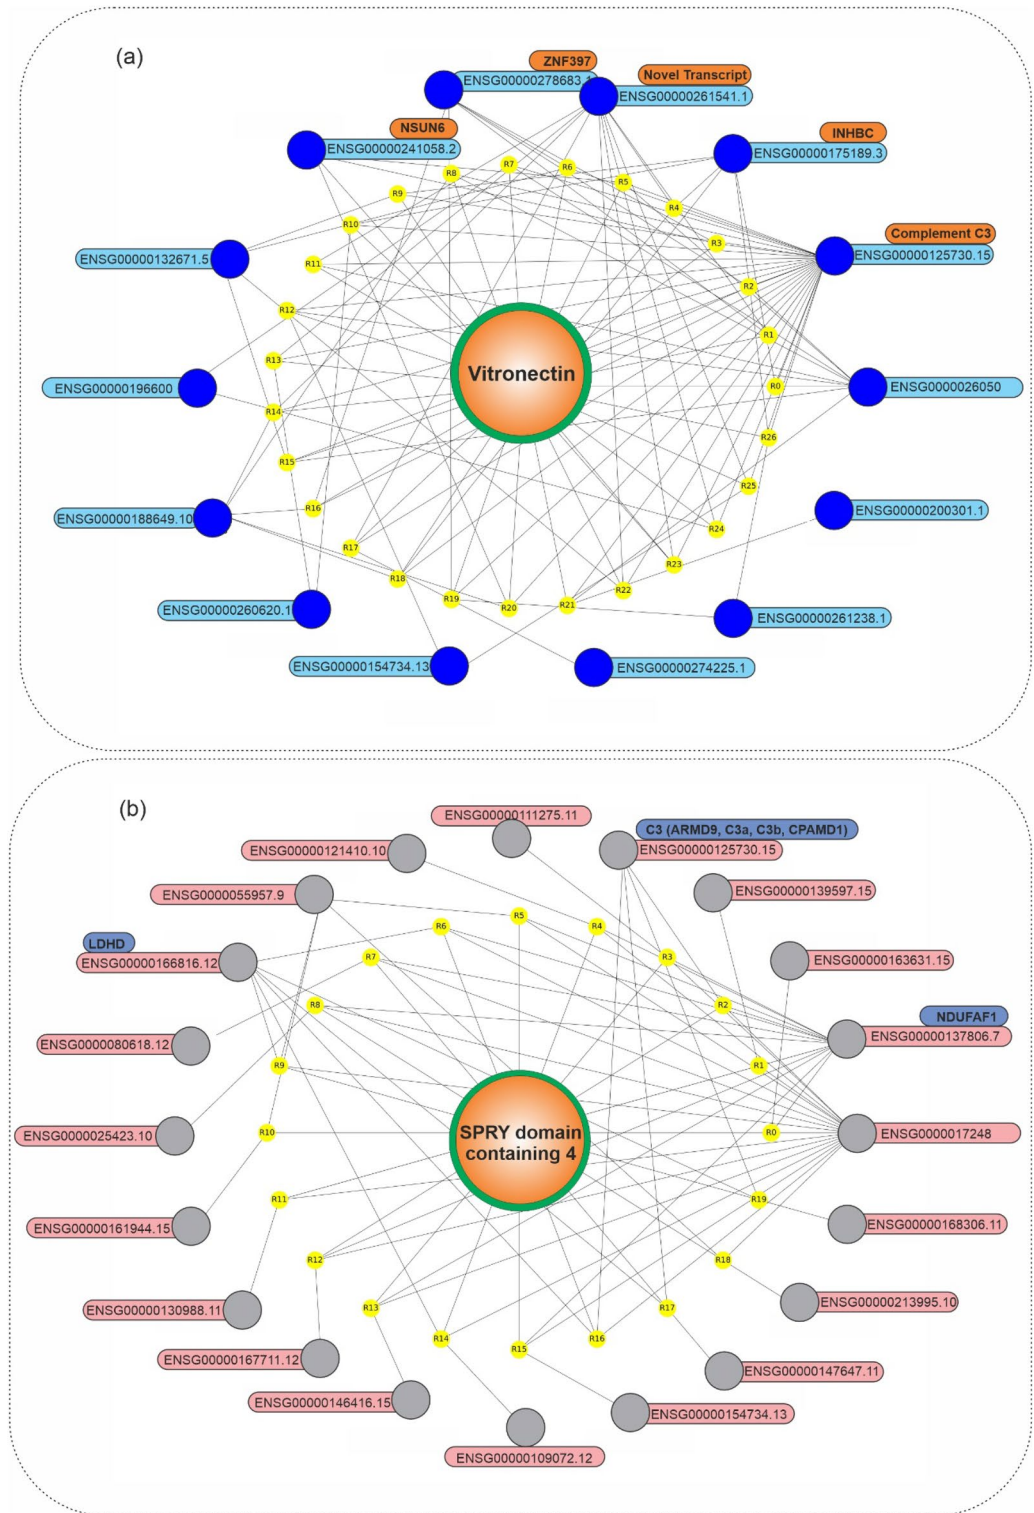 (a)
ZNF397
ENSG00000278683.1
Novel Transcript
ENSG00000261541.1
NSUN6
ENSG00000241058.2
INHBC
ENSG00000175189.3
R7
R6
R8
R5
R9
R4
R10
R3
Complement C3
ENSG00000125730.15
ENSG00000132671.5
R11
R2
R12
R1
R13
Vitronectin
R0
ENSG00000196600
ENSG0000026050
R14
R26
R15
R25
ENSG00000188649.10
R16
R24
ENSG00000200301.1
R17
R23
R18
R22
R19
R20
R21
ENSG00000260620.1
ENSG00000261238.1
ENSG00000154734.13
ENSG00000274225.1
(b)
ENSG00000111275.11
C3 (ARMD9, C3a, C3b, CPAMD1)
ENSG00000125730.15
ENSG00000121410.10
ENSG0000055957.9
ENSG00000139597.15
R5
R6
R4
LDHD
ENSG00000166816.12
R7
R3
ENSG00000163631.15
R8
R2
NDUFAF1
ENSG00000137806.7
ENSG0000080618.12
R9
R1
ENSG0000025423.10
R10
SPRY domain
containing 4
R0
ENSG0000017248
R11
R19
ENSG00000161944.15
ENSG00000168306.11
R12
R18
ENSG00000130988.11
R13
R17
ENSG00000213995.10
R14
R15
R16
ENSG00000167711.12
ENSG00000147647.11
ENSG00000146416.15
ENSG00000154734.13
ENSG00000109072.12